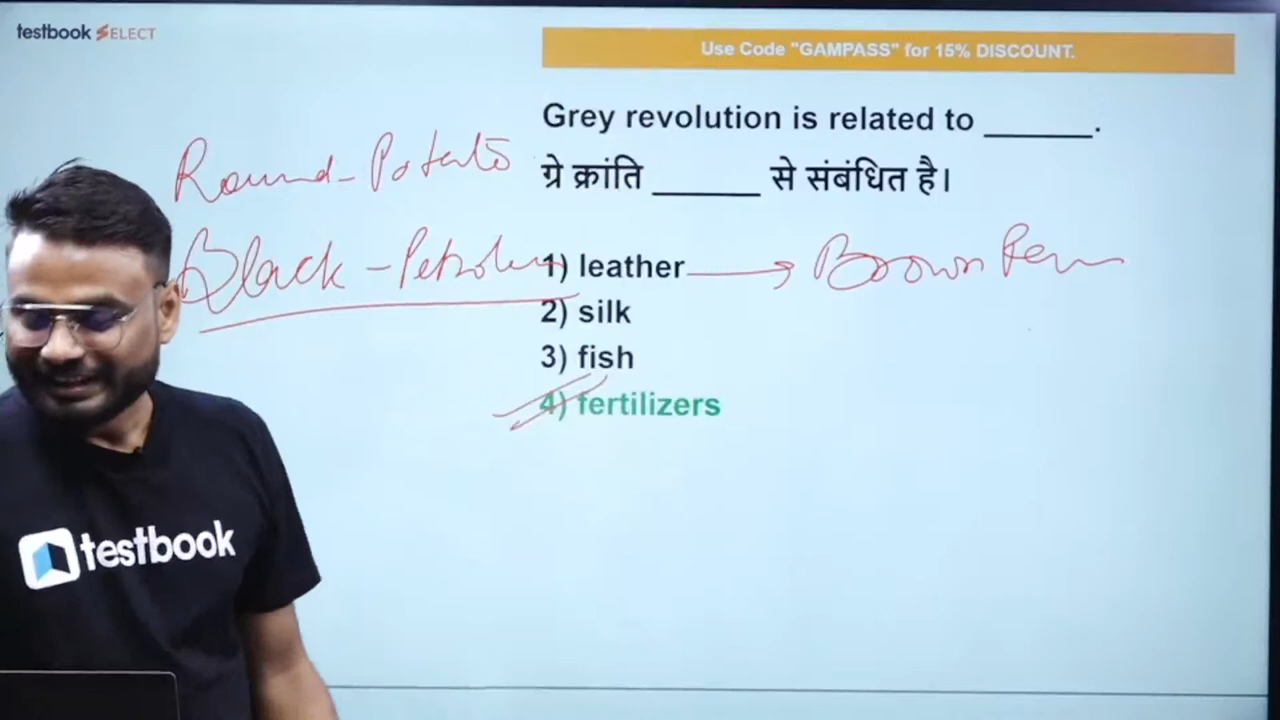 testbook SELECT
Use Code "GAMPASS" for 15% DISCOUNT.
Grey revolution is related to ______.
ग्रे क्रांति ______ से संबंधित है।
Round - Potato
Black - Petroleum
1) leather → Brown Rev
2) silk
3) fish
4) fertilizers
testbook